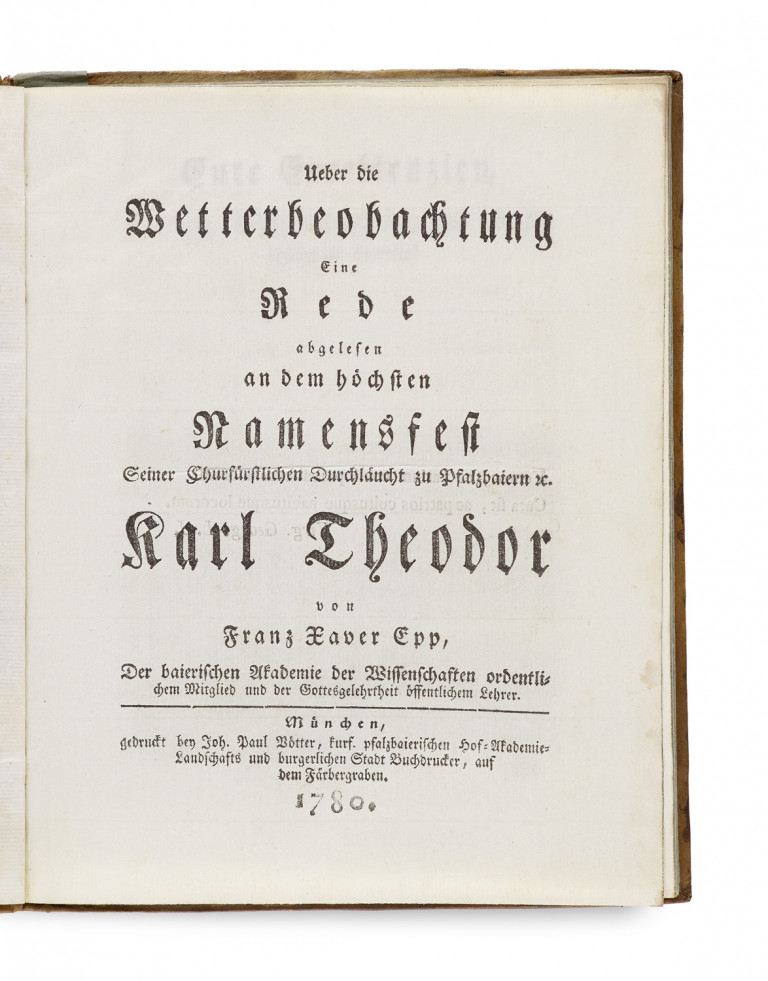 Ueber die
Wetterbeobachtung
Eine
Rede
abgelesen
an dem höchsten
Namensfest
Seiner Churfürstlichen Durchläucht zu Pfalzbaiern ꝛc.
Karl Theodor
von
Franz Xaver Epp,
Der baierischen Akademie der Wissenschaften ordentli-
chem Mitglied und der Gottesgelehrtheit öffentlichem Lehrer.
München,
gedruckt bey Joh. Paul Vötter, kurf. pfalzbaierischen Hof-Akademie-
Landschafts und burgerlichen Stadt Buchdrucker, auf
dem Färbergraben.
1780.